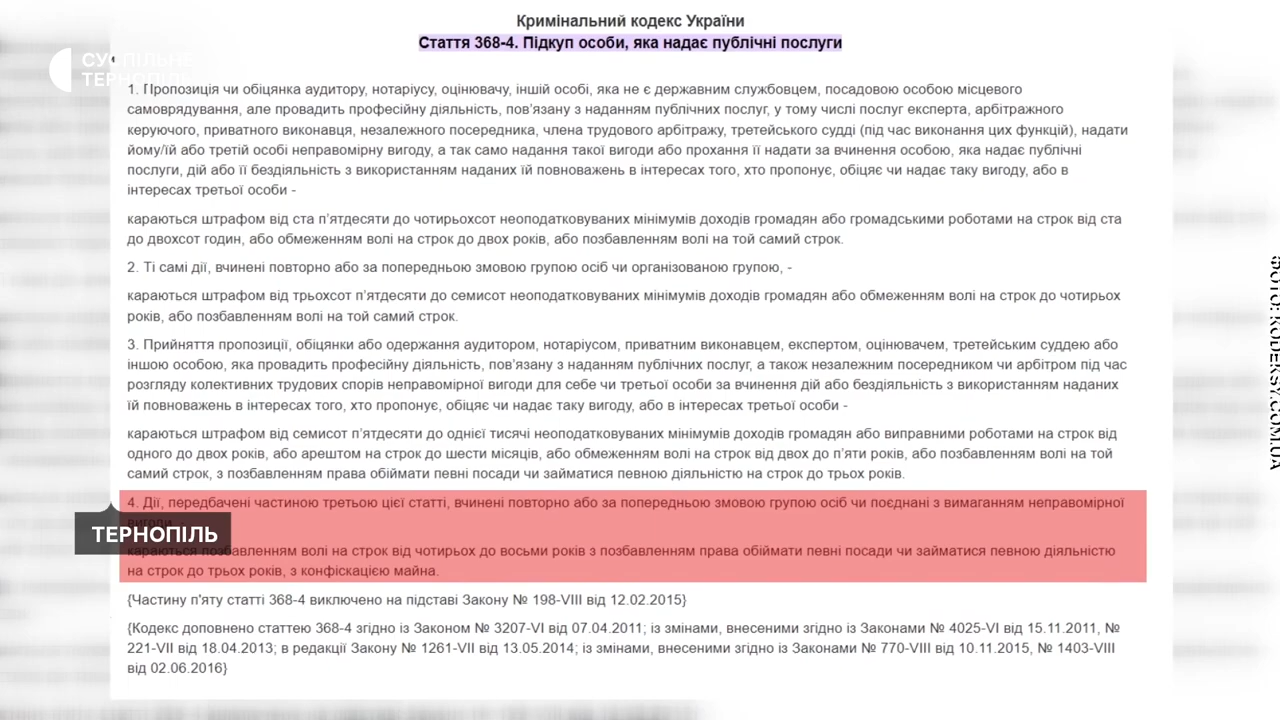 Кримінальний кодекс України
Стаття 368-4. Підкуп особи, яка надає публічні послуги
СУСПІЛЬНЕ
ТЕРНОПІЛЬ
1. Пропозиція чи обіцянка аудитору, нотаріусу, оцінювачу, іншій особі, яка не є державним службовцем, посадовою особою місцевого
самоврядування, але провадить професійну діяльність, пов’язану з наданням публічних послуг, у тому числі послуг експерта, арбітражного
керуючого, приватного виконавця, незалежного посередника, члена трудового арбітражу, третейського судді (під час виконання цих функцій), надати
йому/їй або третій особі неправомірну вигоду, а так само надання такої вигоди або прохання її надати за вчинення особою, яка надає публічні
послуги, дій або її бездіяльність з використанням наданих їй повноважень в інтересах того, хто пропонує, обіцяє чи надає таку вигоду, або в
інтересах третьої особи -
караються штрафом від ста п’ятдесяти до чотирьохсот неоподатковуваних мінімумів доходів громадян або громадськими роботами на строк від ста
до двохсот годин, або обмеженням волі на строк до двох років, або позбавленням волі на той самий строк.
2. Ті самі дії, вчинені повторно або за попередньою змовою групою осіб чи організованою групою, -
караються штрафом від трьохсот п’ятдесяти до семисот неоподатковуваних мінімумів доходів громадян або обмеженням волі на строк до чотирьох
років, або позбавленням волі на той самий строк.
3. Прийняття пропозиції, обіцянки або одержання аудитором, нотаріусом, приватним виконавцем, експертом, оцінювачем, третейським суддею або
іншою особою, яка провадить професійну діяльність, пов’язану з наданням публічних послуг, а також незалежним посередником чи арбітром під час
розгляду колективних трудових спорів неправомірної вигоди для себе чи третьої особи за вчинення дій або бездіяльність з використанням наданих
їй повноважень в інтересах того, хто пропонує, обіцяє чи надає таку вигоду, або в інтересах третьої особи -
караються штрафом від семисот п’ятдесяти до однієї тисячі неоподатковуваних мінімумів доходів громадян або виправними роботами на строк від
одного до двох років, або арештом на строк до шести місяців, або обмеженням волі на строк від двох до п’яти років, або позбавленням волі на той
самий строк, з позбавленням права обіймати певні посади чи займатися певною діяльністю на строк до трьох років.
4. Дії, передбачені частиною третьою цієї статті, вчинені повторно або за попередньою змовою групою осіб чи поєднані з вимаганням неправомірної
вигоди, -
ТЕРНОПІЛЬ
караються позбавленням волі на строк від чотирьох до восьми років з позбавленням права обіймати певні посади чи займатися певною діяльністю
на строк до трьох років, з конфіскацією майна.
{Частину п'яту статті 368-4 виключено на підставі Закону № 198-VIII від 12.02.2015}
{Кодекс доповнено статтею 368-4 згідно із Законом № 3207-VI від 07.04.2011; із змінами, внесеними згідно із Законами № 4025-VI від 15.11.2011, №
221-VII від 18.04.2013; в редакції Закону № 1261-VII від 13.05.2014; із змінами, внесеними згідно із Законами № 770-VIII від 10.11.2015, № 1403-VIII
від 02.06.2016}
ФОТО: KODEKSY.COM.UA